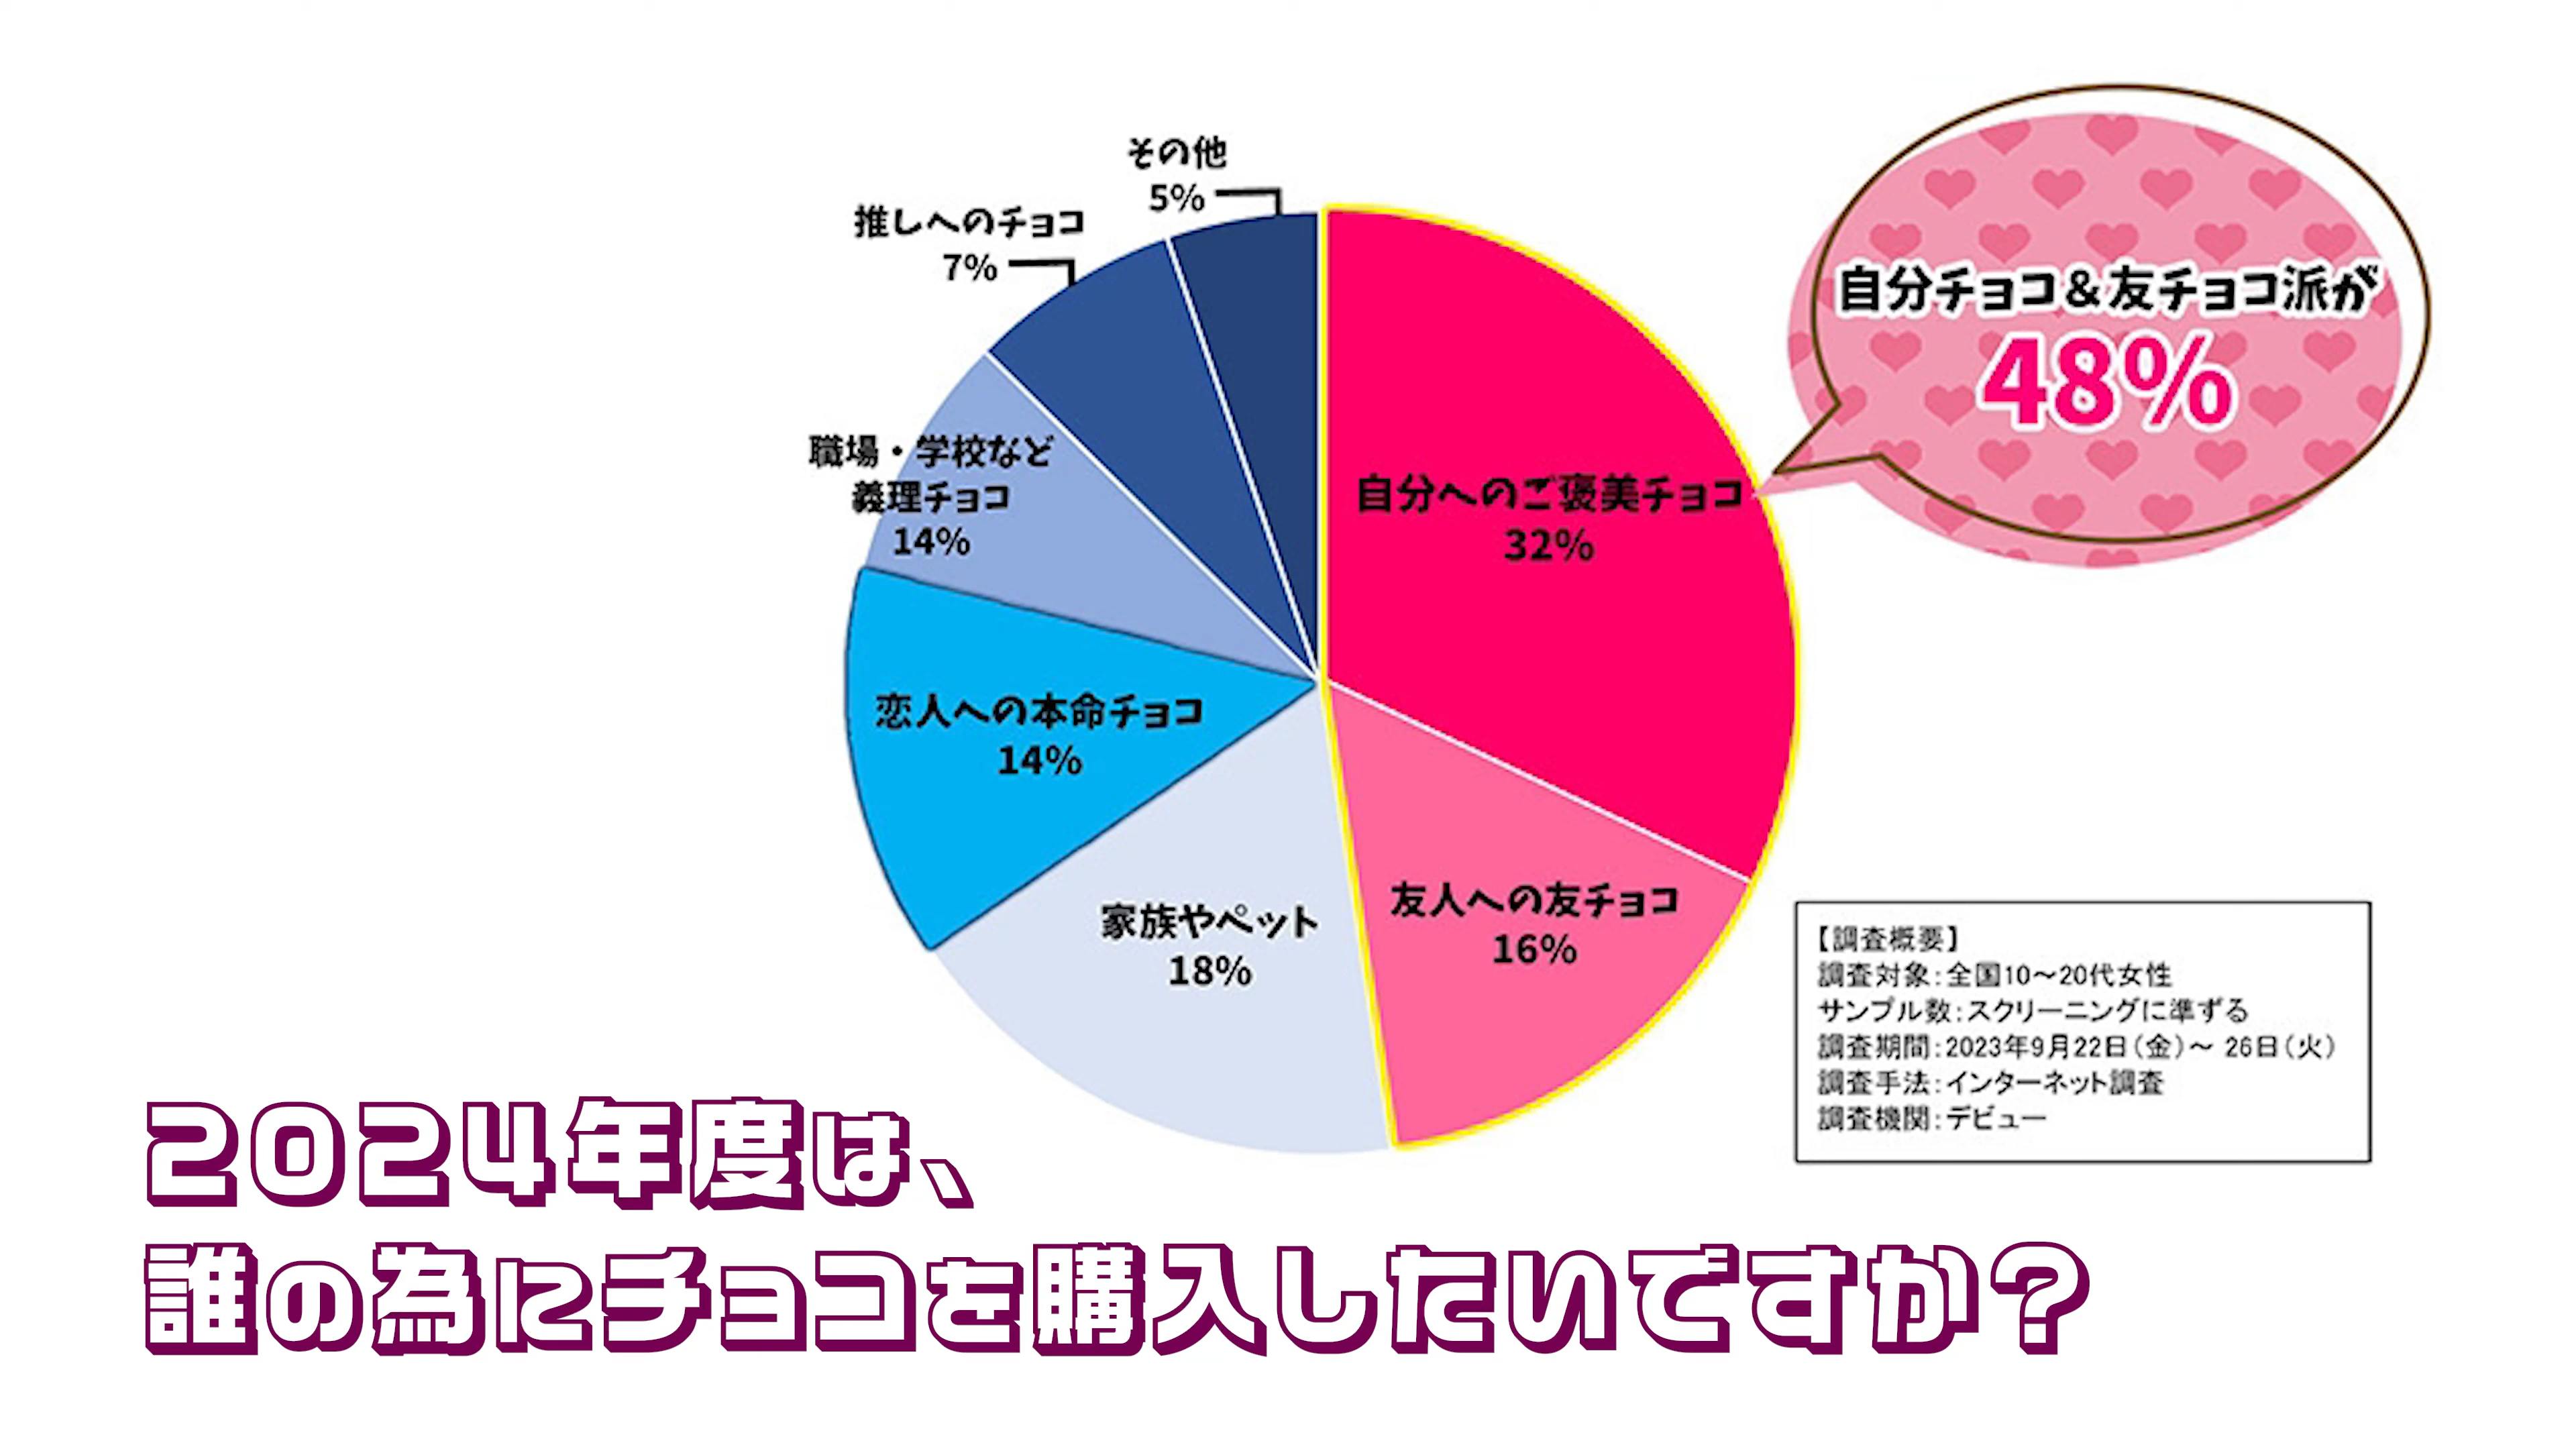 その他
5%
推しへのチョコ
7%
職場・学校など
義理チョコ
14%
恋人への本命チョコ
14%
家族やペット
18%
自分へのご褒美チョコ
32%
友人への友チョコ
16%
自分チョコ&友チョコ派が
48%
【調査概要】
調査対象:全国10～20代女性
サンプル数:スクリーニングに準ずる
調査期間:2023年9月22日(金)～ 26日(火)
調査手法:インターネット調査
調査機関:デビュー
2024年度は、
誰の為にチョコを購入したいですか?